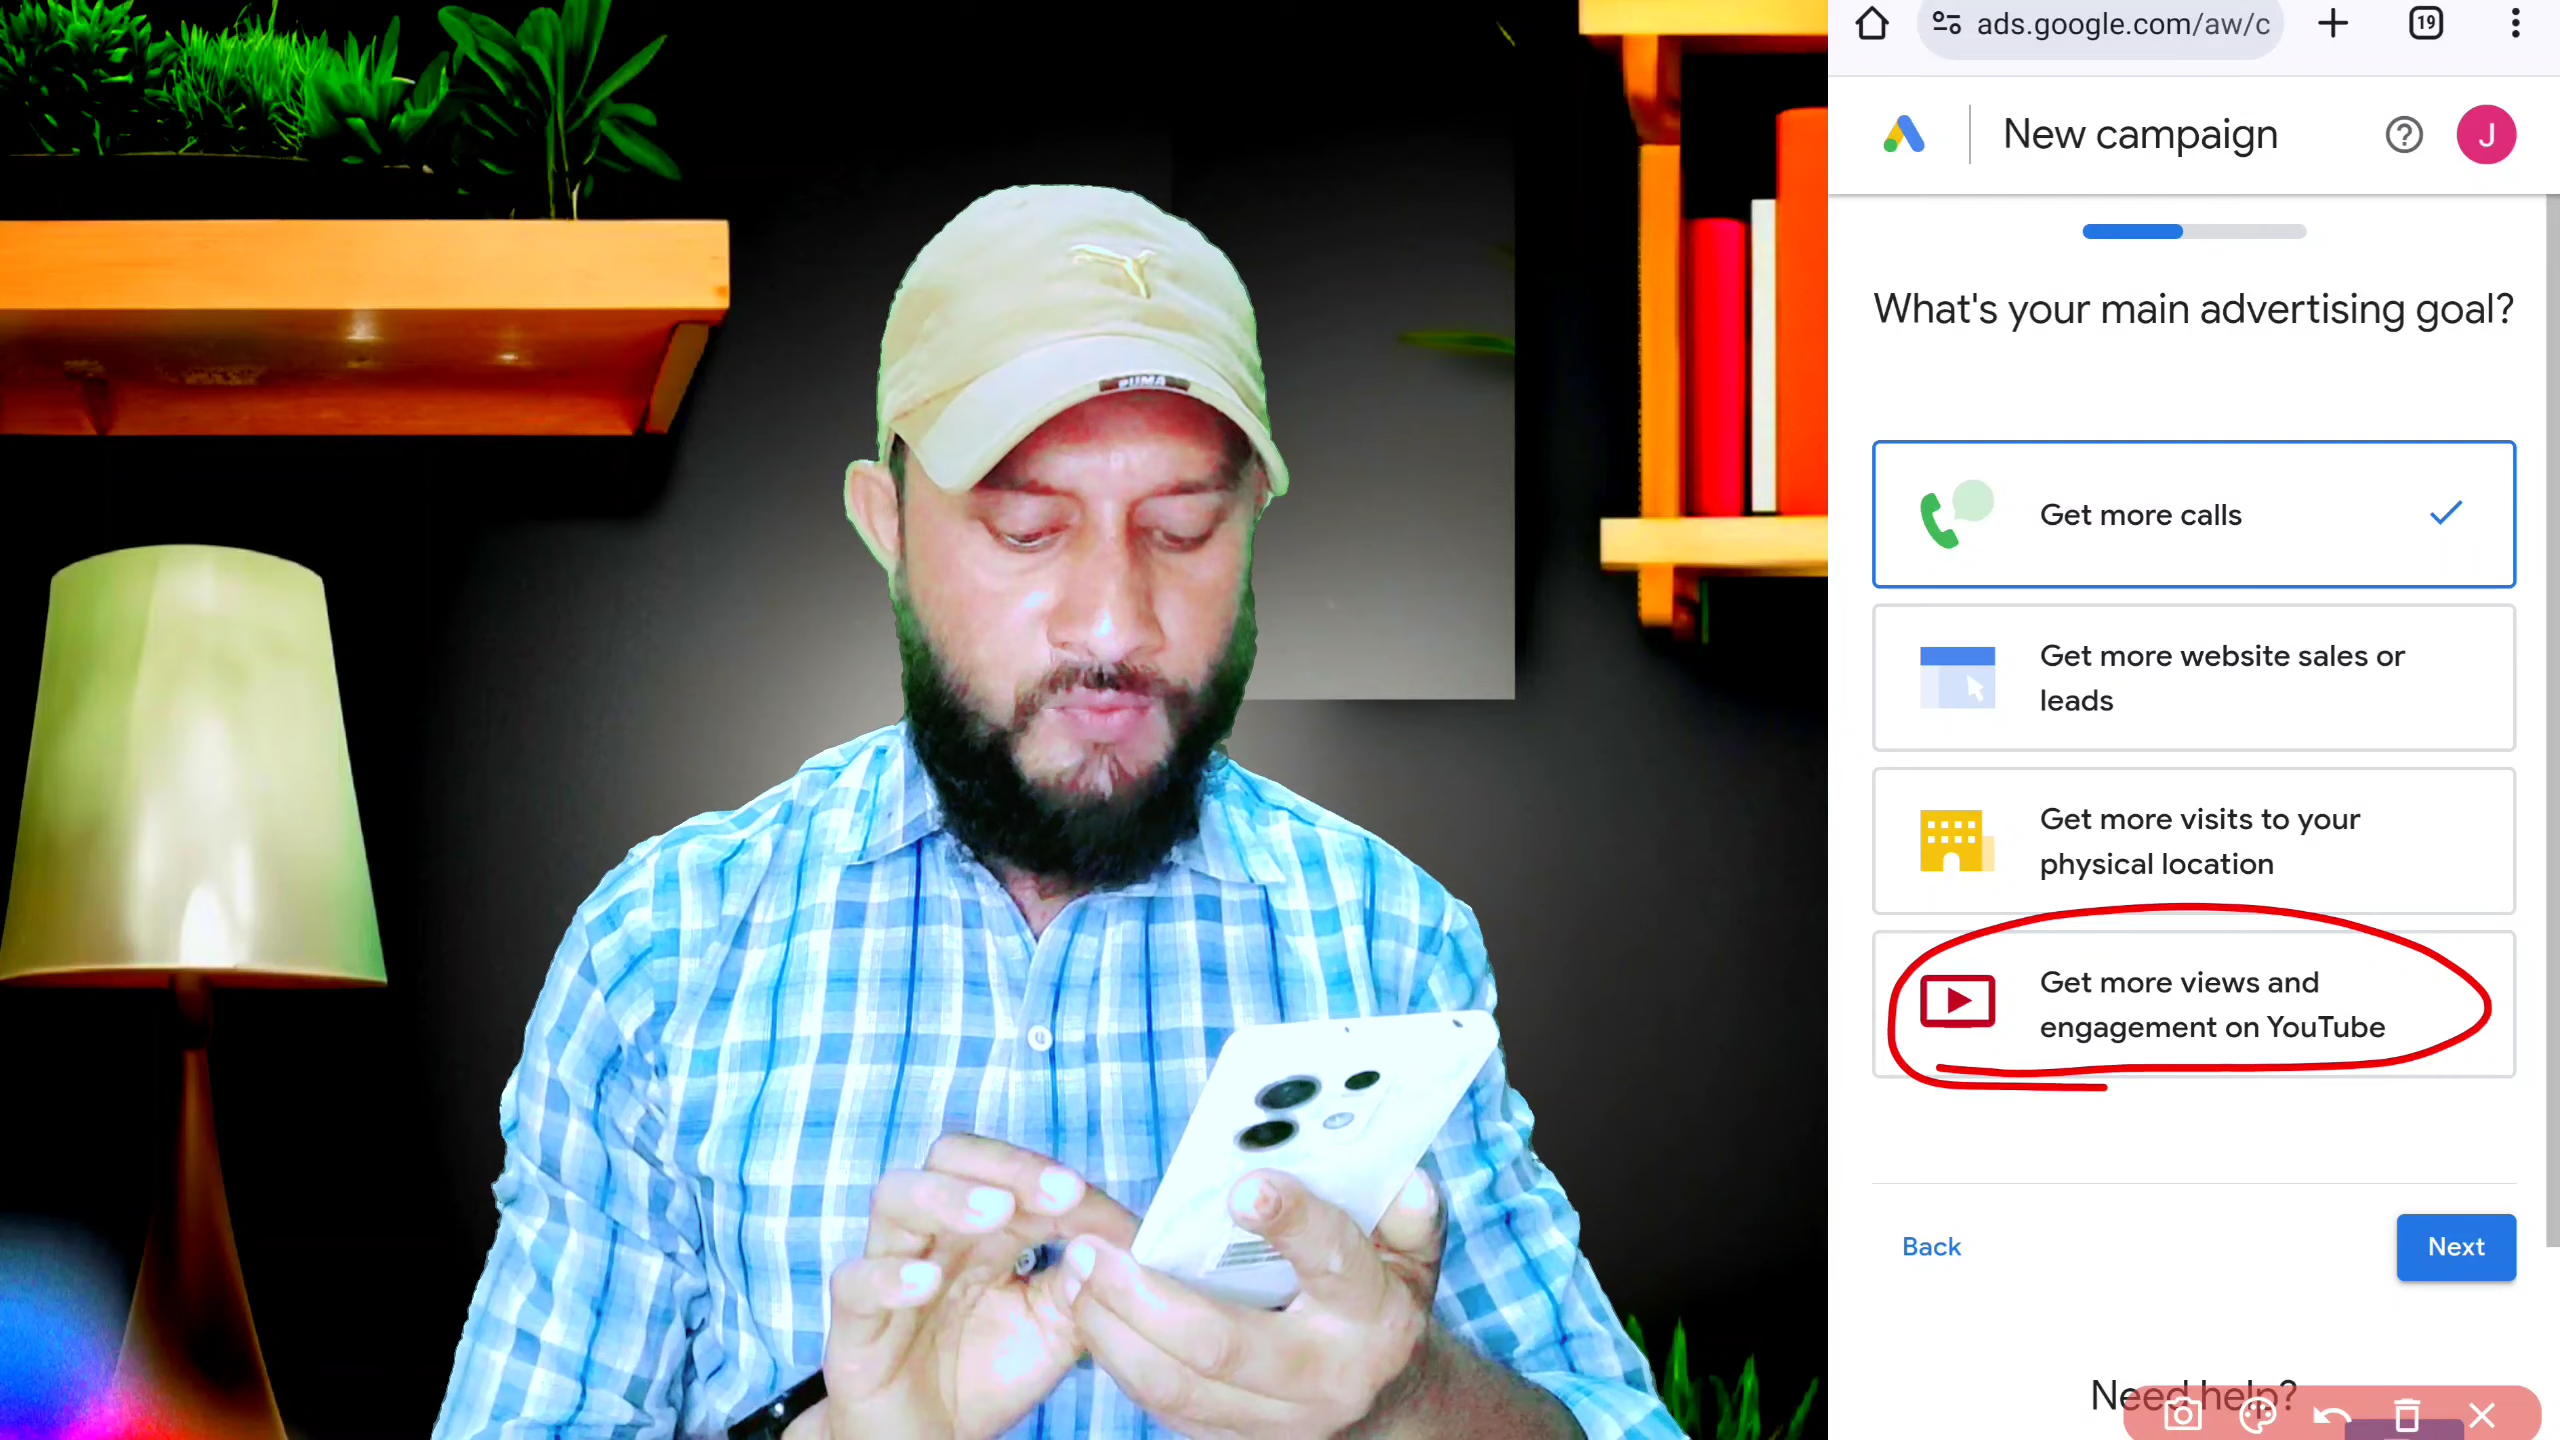 PUMA
ads.google.com/aw/c
19
New campaign
J
What's your main advertising goal?
Get more calls
Get more website sales or
leads
Get more visits to your
physical location
Get more views and
engagement on YouTube
Back
Next
Need help?